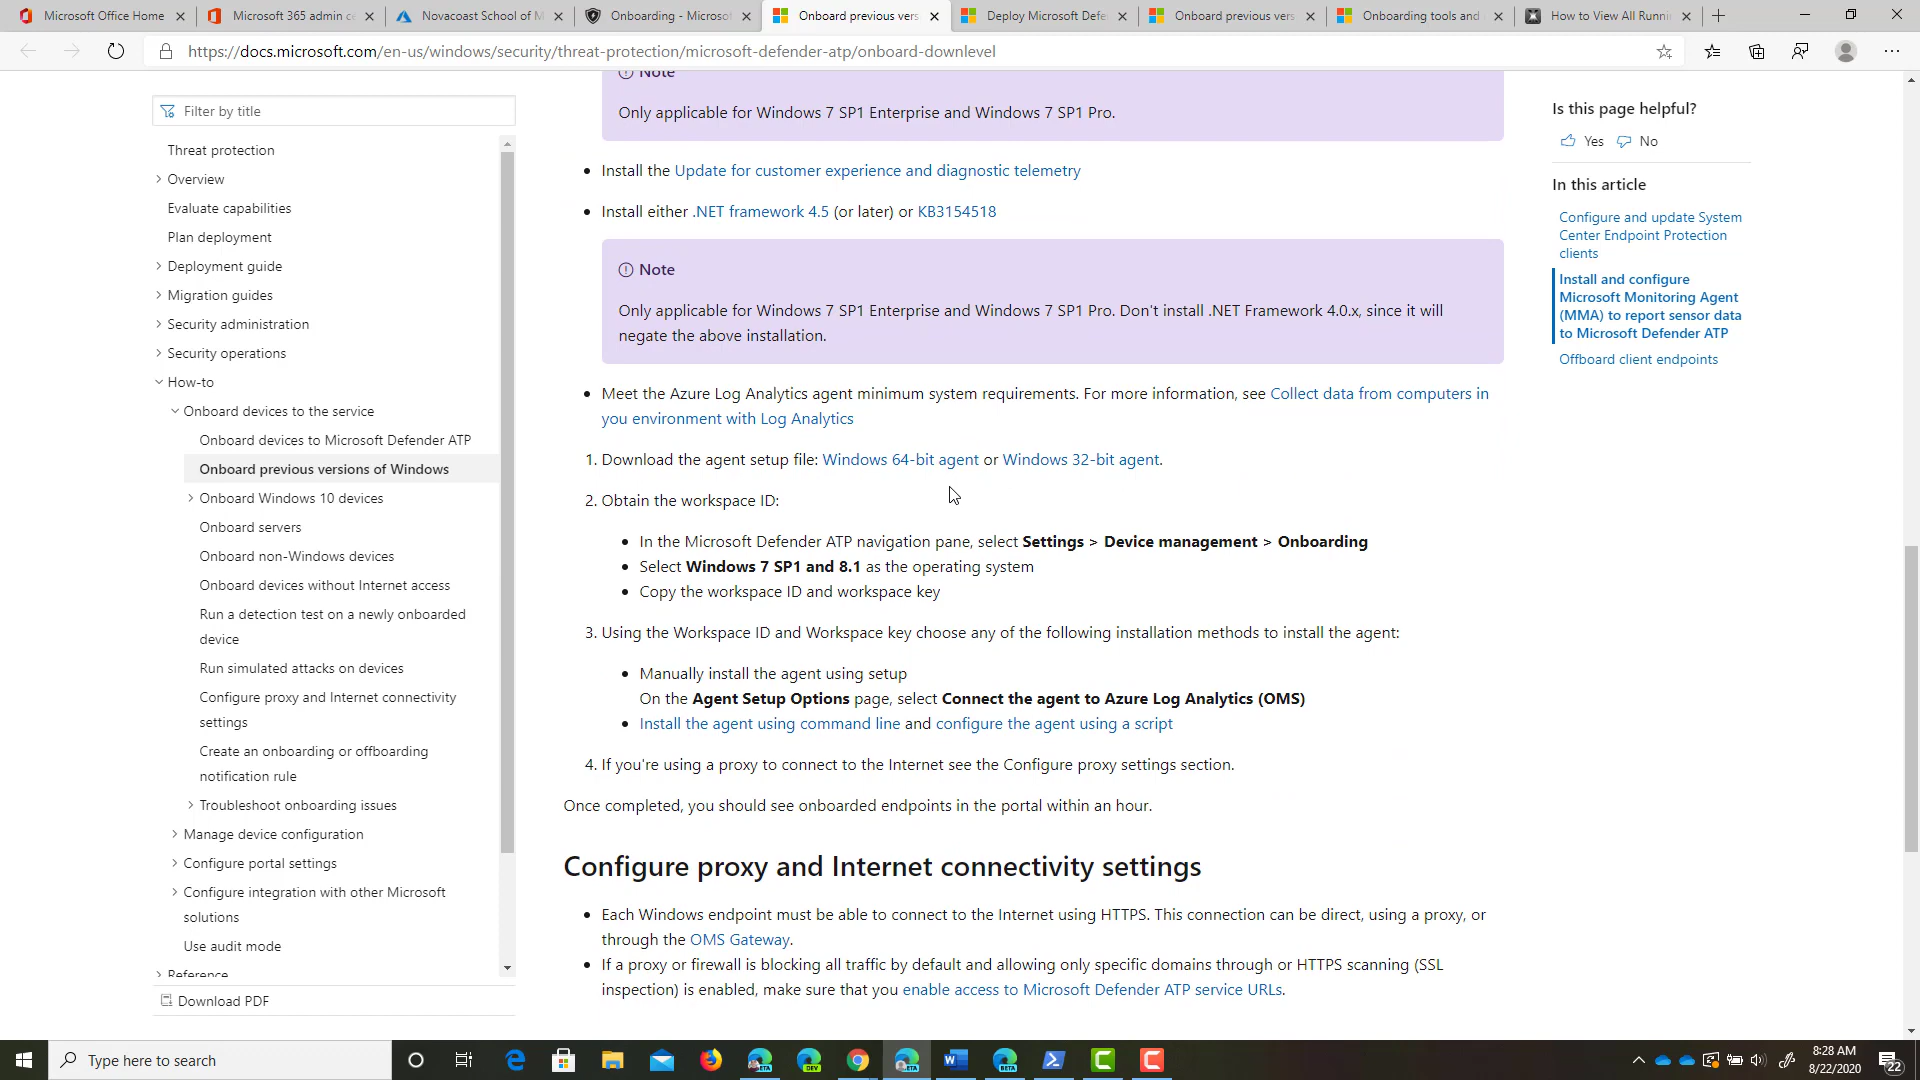 Microsoft Office Home
Microsoft 365 admin ce
Novacoast School of M
Onboarding - Microsof
Onboard previous vers
Deploy Microsoft Defe
Onboard previous vers
Onboarding tools and
How to View All Runni
https://docs.microsoft.com/en-us/windows/security/threat-protection/microsoft-defender-atp/onboard-downlevel
Filter by title
Threat protection
Overview
Evaluate capabilities
Plan deployment
Deployment guide
Migration guides
Security administration
Security operations
How-to
Onboard devices to the service
Onboard devices to Microsoft Defender ATP
Onboard previous versions of Windows
Onboard Windows 10 devices
Onboard servers
Onboard non-Windows devices
Onboard devices without Internet access
Run a detection test on a newly onboarded
device
Run simulated attacks on devices
Configure proxy and Internet connectivity
settings
Create an onboarding or offboarding
notification rule
Troubleshoot onboarding issues
Manage device configuration
Configure portal settings
Configure integration with other Microsoft
solutions
Use audit mode
Reference
Download PDF
Note
Only applicable for Windows 7 SP1 Enterprise and Windows 7 SP1 Pro.
• Install the Update for customer experience and diagnostic telemetry
• Install either .NET framework 4.5 (or later) or KB3154518
Note
Only applicable for Windows 7 SP1 Enterprise and Windows 7 SP1 Pro. Don't install .NET Framework 4.0.x, since it will
negate the above installation.
• Meet the Azure Log Analytics agent minimum system requirements. For more information, see Collect data from computers in
you environment with Log Analytics
1. Download the agent setup file: Windows 64-bit agent or Windows 32-bit agent.
2. Obtain the workspace ID:
• In the Microsoft Defender ATP navigation pane, select Settings > Device management > Onboarding
• Select Windows 7 SP1 and 8.1 as the operating system
• Copy the workspace ID and workspace key
3. Using the Workspace ID and Workspace key choose any of the following installation methods to install the agent:
• Manually install the agent using setup
On the Agent Setup Options page, select Connect the agent to Azure Log Analytics (OMS)
• Install the agent using command line and configure the agent using a script
4. If you're using a proxy to connect to the Internet see the Configure proxy settings section.
Once completed, you should see onboarded endpoints in the portal within an hour.
Configure proxy and Internet connectivity settings
• Each Windows endpoint must be able to connect to the Internet using HTTPS. This connection can be direct, using a proxy, or
through the OMS Gateway.
• If a proxy or firewall is blocking all traffic by default and allowing only specific domains through or HTTPS scanning (SSL
inspection) is enabled, make sure that you enable access to Microsoft Defender ATP service URLs.
Is this page helpful?
Yes No
In this article
Configure and update System
Center Endpoint Protection
clients
Install and configure
Microsoft Monitoring Agent
(MMA) to report sensor data
to Microsoft Defender ATP
Offboard client endpoints
Type here to search
BETA
DEV
BETA
BETA
8:28 AM
8/22/2020
22